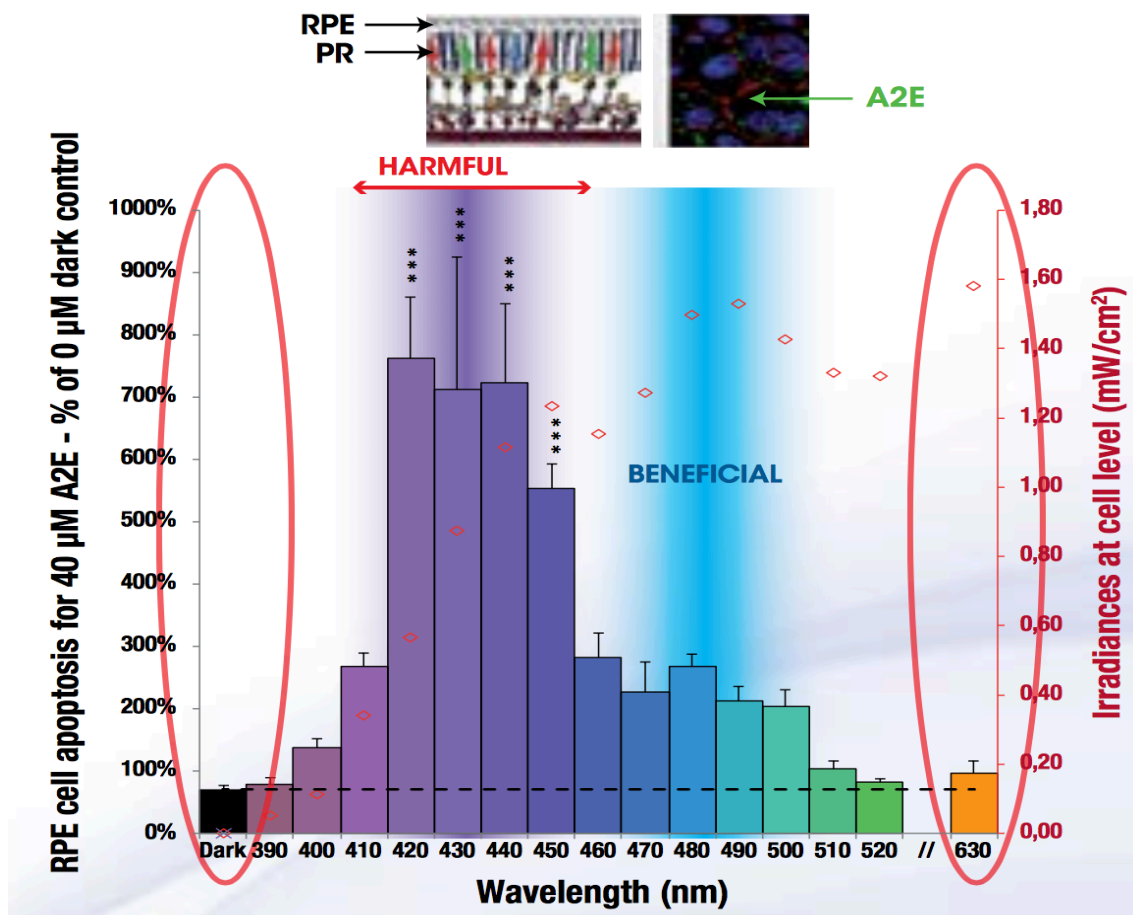 RPE
PR
A2E
HARMFUL
RPE cell apoptosis for 40 µM A2E - % of 0 µM dark control
1000%
900%
800%
700%
600%
500%
400%
300%
200%
100%
0%
***
***
***
***
BENEFICIAL
1,80
1,60
1,40
1,20
1,00
0,80
0,60
0,40
0,20
0,00
Irradiances at cell level (mW/cm²)
Dark 390 400 410 420 430 440 450 460 470 480 490 500 510 520 // 630
Wavelength (nm)